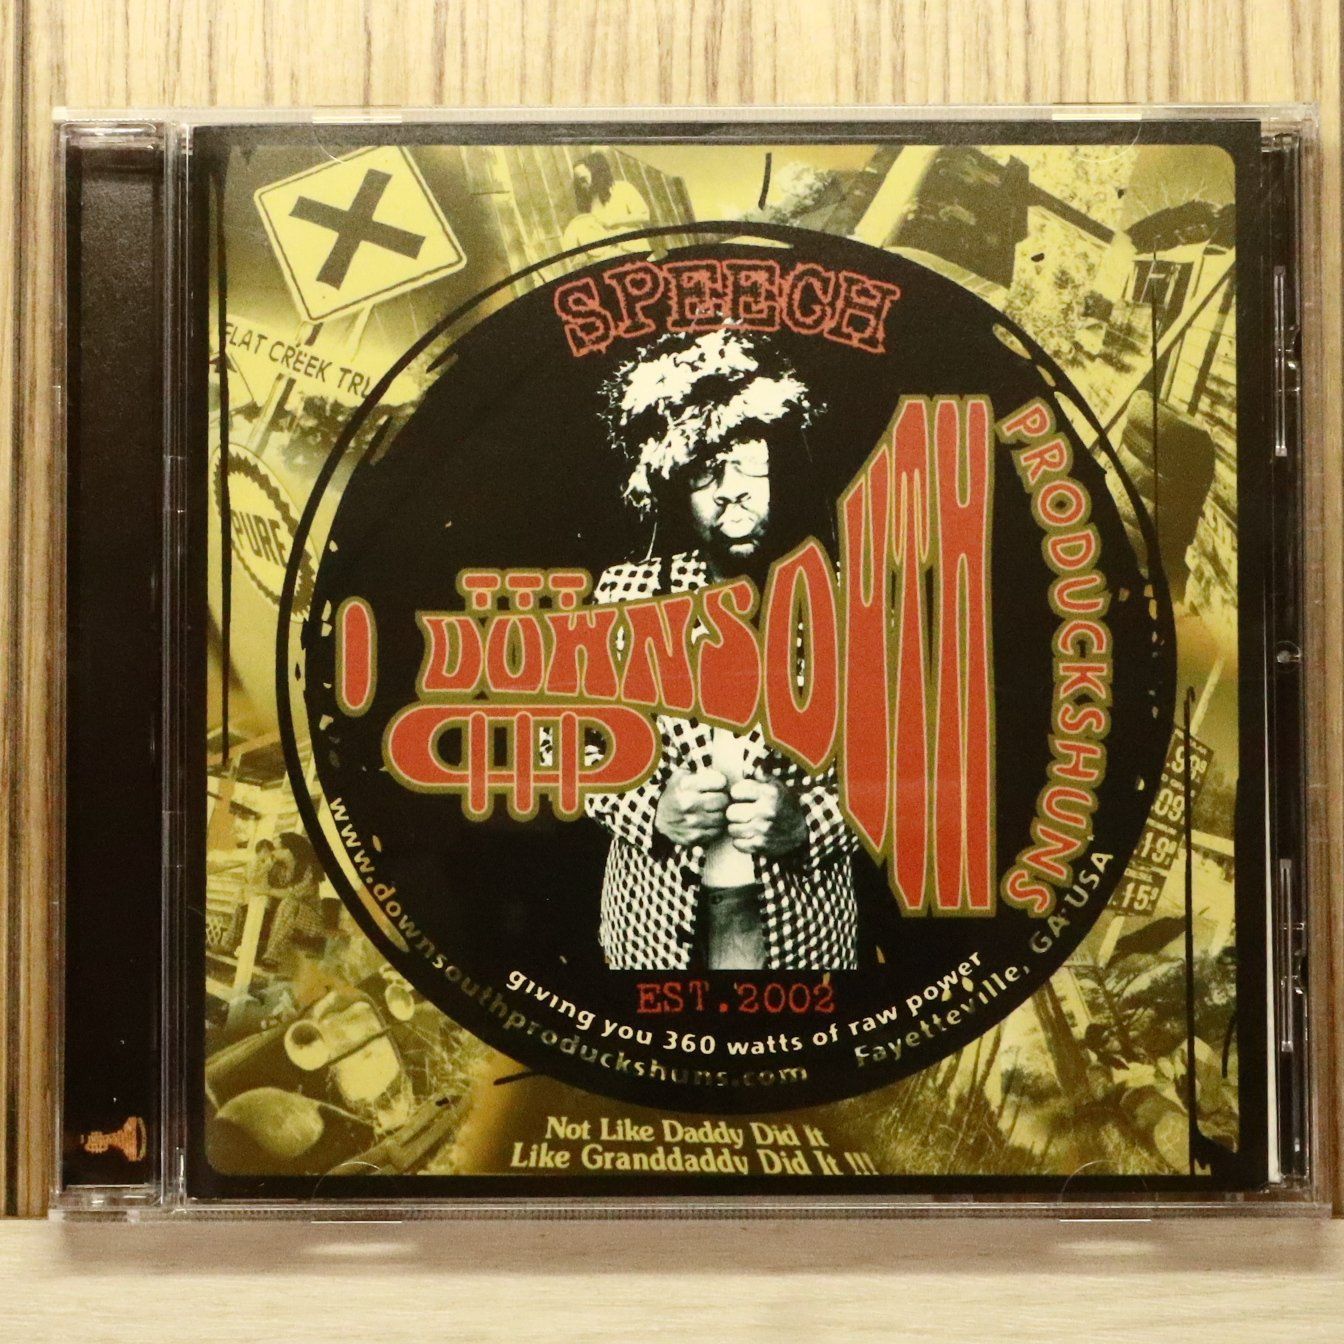 SPEECH
DOWNSOUTH
PRODUCKSHUNS
EST.2002
giving you 360 watts of raw power
www.downsouthproduckshuns.com
Fayetteville, GA USA
Not Like Daddy Did It
Like Granddaddy Did It !!!
FLAT CREEK TRL
PURE